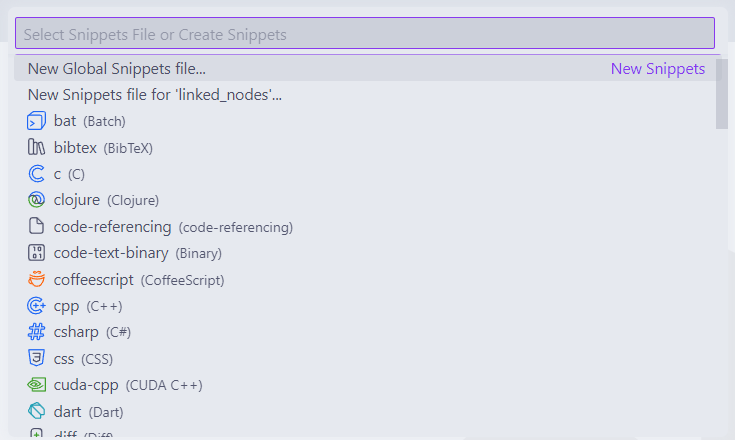 Select Snippets File or Create Snippets
New Global Snippets file... New Snippets
New Snippets file for 'linked_nodes'...
bat (Batch)
bibtex (BibTeX)
c (C)
clojure (Clojure)
code-referencing (code-referencing)
code-text-binary (Binary)
coffeescript (CoffeeScript)
cpp (C++)
csharp (C#)
css (CSS)
cuda-cpp (CUDA C++)
dart (Dart)
diff (Diff)